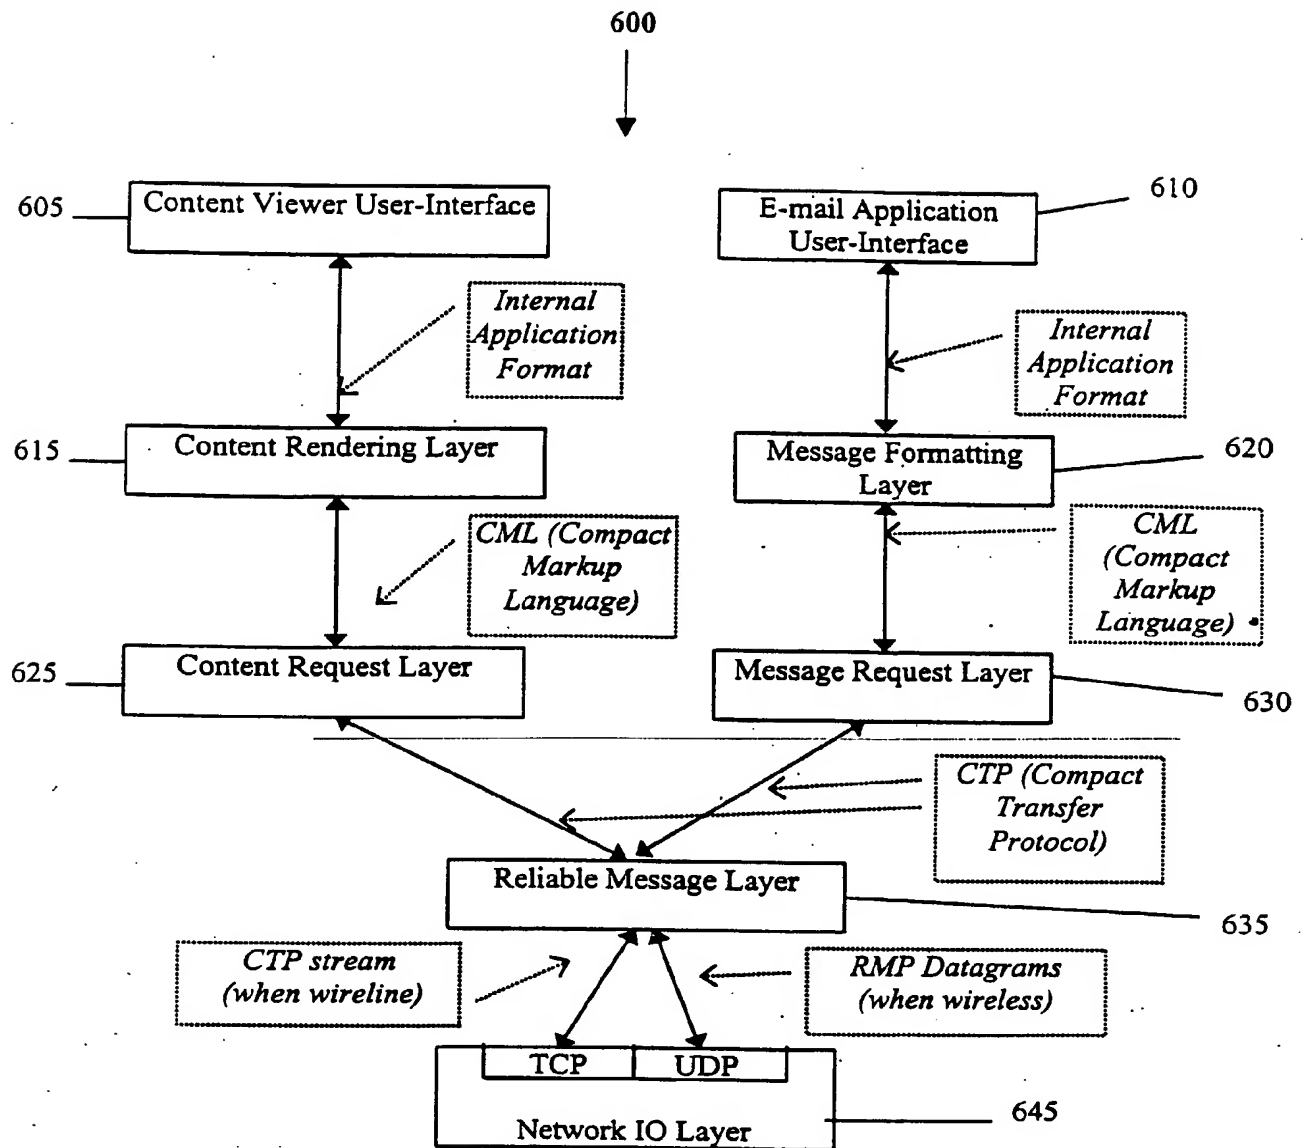 600
605
Content Viewer User-Interface
E-mail Application
User-Interface
610
Internal
Application
Format
Internal
Application
Format
615
Content Rendering Layer
Message Formatting
Layer
620
CML (Compact
Markup
Language)
CML
(Compact
Markup
Language)
625
Content Request Layer
Message Request Layer
630
CTP (Compact
Transfer
Protocol)
Reliable Message Layer
635
CTP stream
(when wireline)
RMP Datagrams
(when wireless)
TCP
UDP
Network IO Layer
645